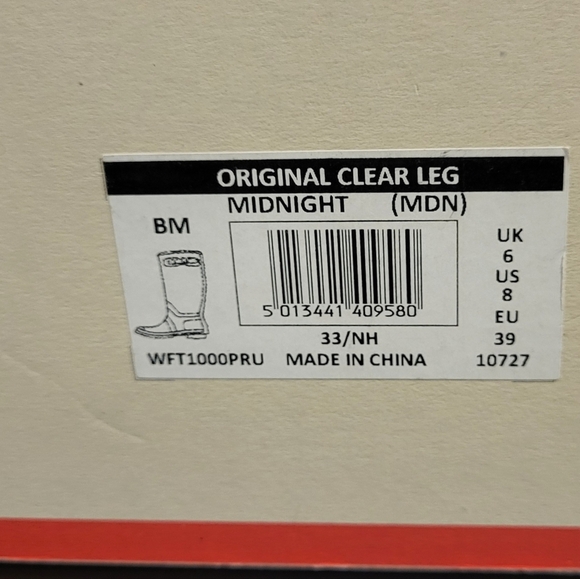 ORIGINAL CLEAR LEG
MIDNIGHT (MDN)
BM
5 013441 409580
33/NH
WFT1000PRU MADE IN CHINA
UK
6
US
8
EU
39
10727